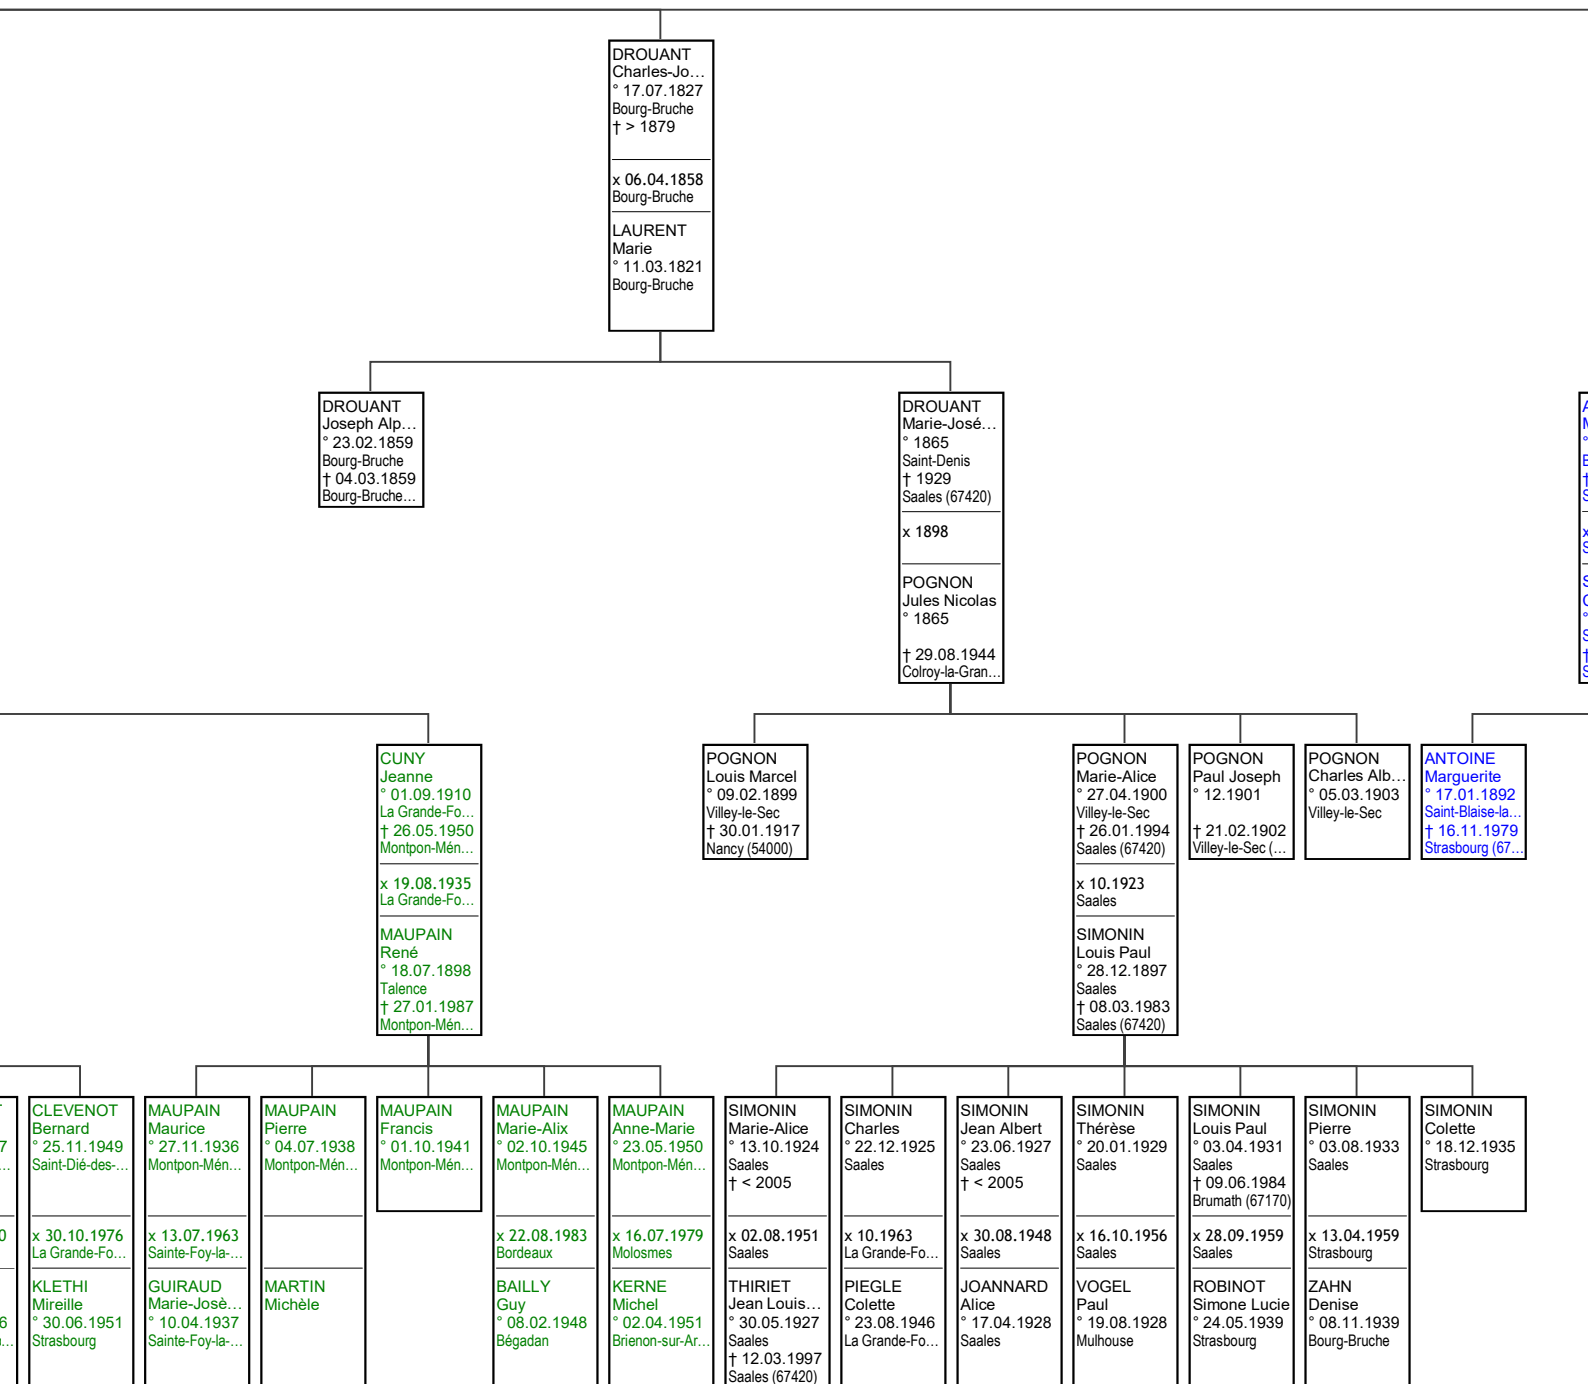 DROUANT
Charles-Jo...
° 17.07.1827
Bourg-Bruche
† > 1879
x 06.04.1858
Bourg-Bruche
LAURENT
Marie
° 11.03.1821
Bourg-Bruche
DROUANT
Joseph Alp...
° 23.02.1859
Bourg-Bruche
† 04.03.1859
Bourg-Bruche...
DROUANT
Marie-José...
° 1865
Saint-Denis
† 1929
Saales (67420)
x 1898
POGNON
Jules Nicolas
° 1865
† 29.08.1944
Colroy-la-Gran...
CUNY
Jeanne
° 01.09.1910
La Grande-Fo...
† 26.05.1950
Montpon-Mén...
x 19.08.1935
La Grande-Fo...
MAUPAIN
René
° 18.07.1898
Talence
† 27.01.1987
Montpon-Mén...
POGNON
Louis Marcel
° 09.02.1899
Villey-le-Sec
† 30.01.1917
Nancy (54000)
POGNON
Marie-Alice
° 27.04.1900
Villey-le-Sec
† 26.01.1994
Saales (67420)
x 10.1923
Saales
SIMONIN
Louis Paul
° 28.12.1897
Saales
† 08.03.1983
Saales (67420)
POGNON
Paul Joseph
° 12.1901
† 21.02.1902
Villey-le-Sec (...
POGNON
Charles Alb...
° 05.03.1903
Villey-le-Sec
ANTOINE
Marguerite
° 17.01.1892
Saint-Blaise-la...
† 16.11.1979
Strasbourg (67...
CLEVENOT
Bernard
° 25.11.1949
Saint-Dié-des-...
x 30.10.1976
La Grande-Fo...
KLETHI
Mireille
° 30.06.1951
Strasbourg
MAUPAIN
Maurice
° 27.11.1936
Montpon-Mén...
x 13.07.1963
Sainte-Foy-la-...
GUIRAUD
Marie-Josè...
° 10.04.1937
Sainte-Foy-la-...
MAUPAIN
Pierre
° 04.07.1938
Montpon-Mén...
MARTIN
Michèle
MAUPAIN
Francis
° 01.10.1941
Montpon-Mén...
MAUPAIN
Marie-Alix
° 02.10.1945
Montpon-Mén...
x 22.08.1983
Bordeaux
BAILLY
Guy
° 08.02.1948
Bégadan
MAUPAIN
Anne-Marie
° 23.05.1950
Montpon-Mén...
x 16.07.1979
Molosmes
KERNE
Michel
° 02.04.1951
Brienon-sur-Ar...
SIMONIN
Marie-Alice
° 13.10.1924
Saales
† < 2005
x 02.08.1951
Saales
THIRIET
Jean Louis...
° 30.05.1927
Saales
† 12.03.1997
Saales (67420)
SIMONIN
Charles
° 22.12.1925
Saales
x 10.1963
La Grande-Fo...
PIEGLE
Colette
° 23.08.1946
La Grande-Fo...
SIMONIN
Jean Albert
° 23.06.1927
Saales
† < 2005
x 30.08.1948
Saales
JOANNARD
Alice
° 17.04.1928
Saales
SIMONIN
Thérèse
° 20.01.1929
Saales
x 16.10.1956
Saales
VOGEL
Paul
° 19.08.1928
Mulhouse
SIMONIN
Louis Paul
° 03.04.1931
Saales
† 09.06.1984
Brumath (67170)
x 28.09.1959
Saales
ROBINOT
Simone Lucie
° 24.05.1939
Strasbourg
SIMONIN
Pierre
° 03.08.1933
Saales
x 13.04.1959
Strasbourg
ZAHN
Denise
° 08.11.1939
Bourg-Bruche
SIMONIN
Colette
° 18.12.1935
Strasbourg